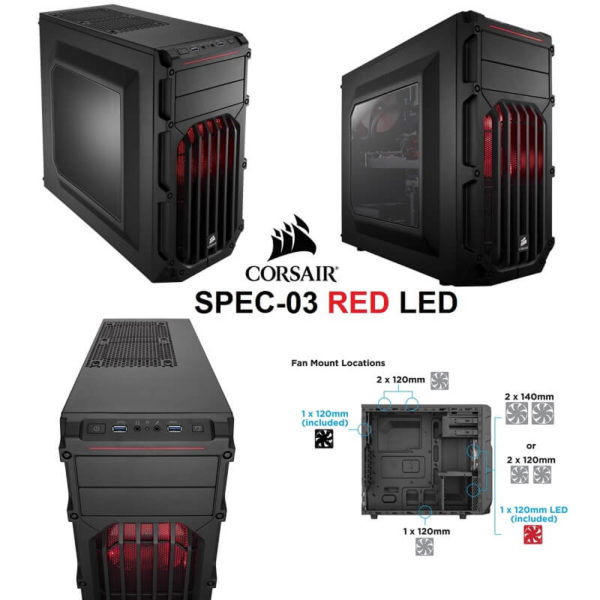 CORSAIR
SPEC-03 RED LED
Fan Mount Locations
2 x 120mm
1 x 120mm
(included)
2 x 140mm
or
2 x 120mm
1 x 120mm LED
(included)
1 x 120mm